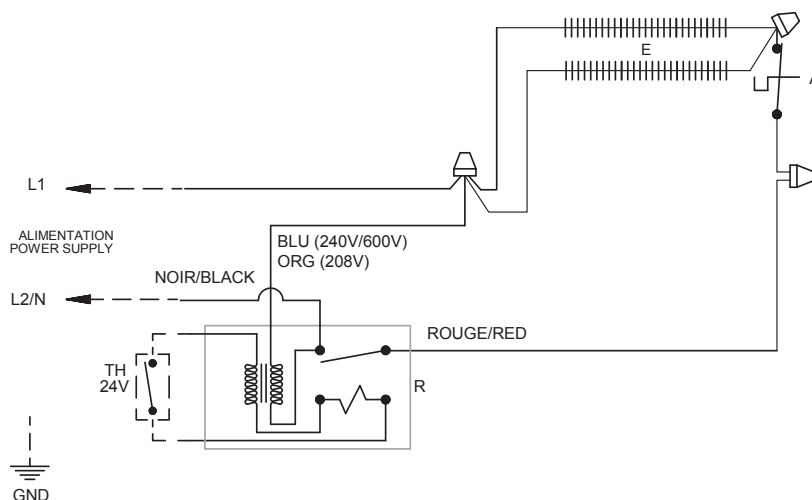 E
L1
ALIMENTATION
POWER SUPPLY
BLU (240V/600V)
ORG (208V)
NOIR/BLACK
L2/N
ROUGE/RED
TH
24V
R
GND